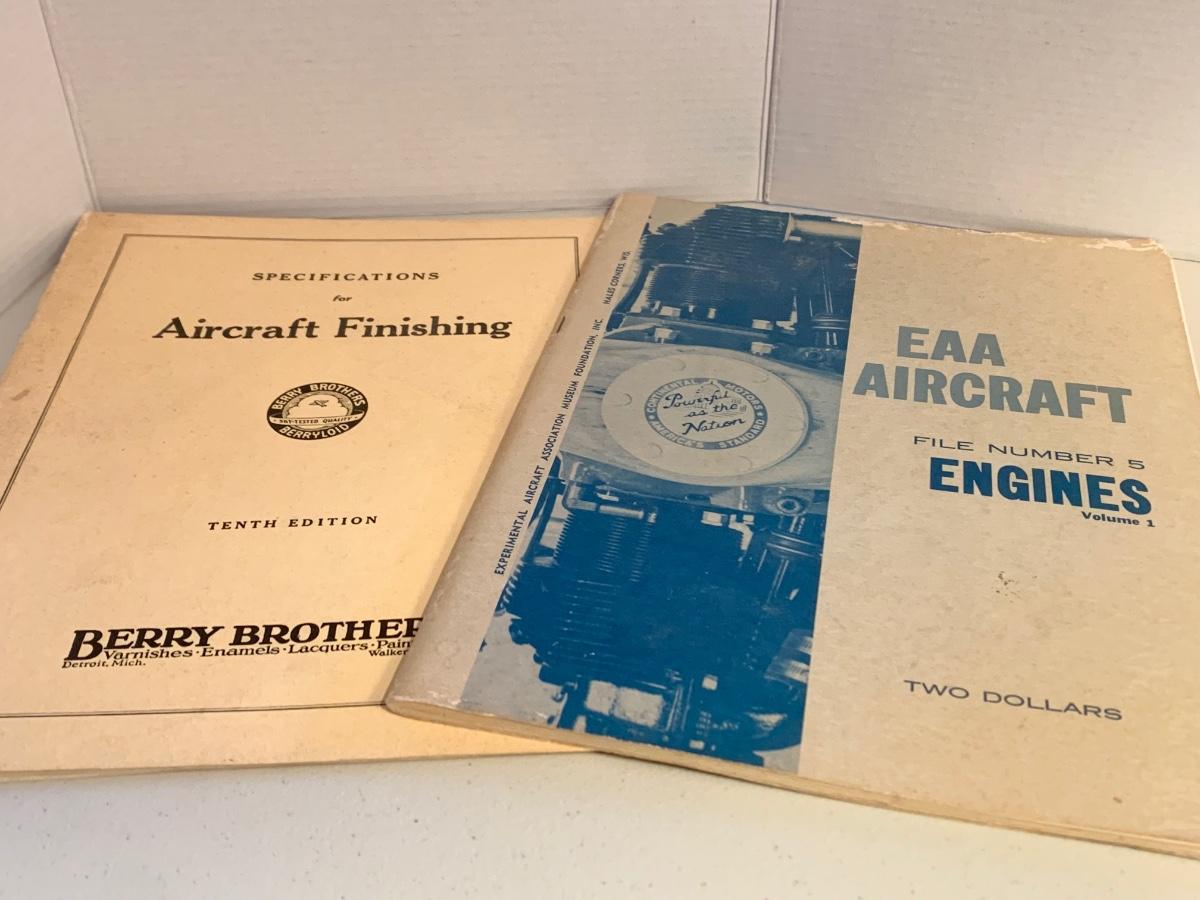 SPECIFICATIONS
for
Aircraft Finishing
BERRY BROTHERS
SKY-TESTED QUALITY
BERRYLOID
TENTH EDITION
BERRY BROTHER
Varnishes·Enamels·Lacquers·Pain
Detroit, Mich.
Walker
EXPERIMENTAL AIRCRAFT ASSOCIATION MUSEUM FOUNDATION, INC. HALES CORNERS, WIS.
CONTINENTAL MOTORS
Powerful
as the
Nation
AMERICA'S STANDARD
EAA
AIRCRAFT
FILE NUMBER 5
ENGINES
Volume 1
TWO DOLLARS